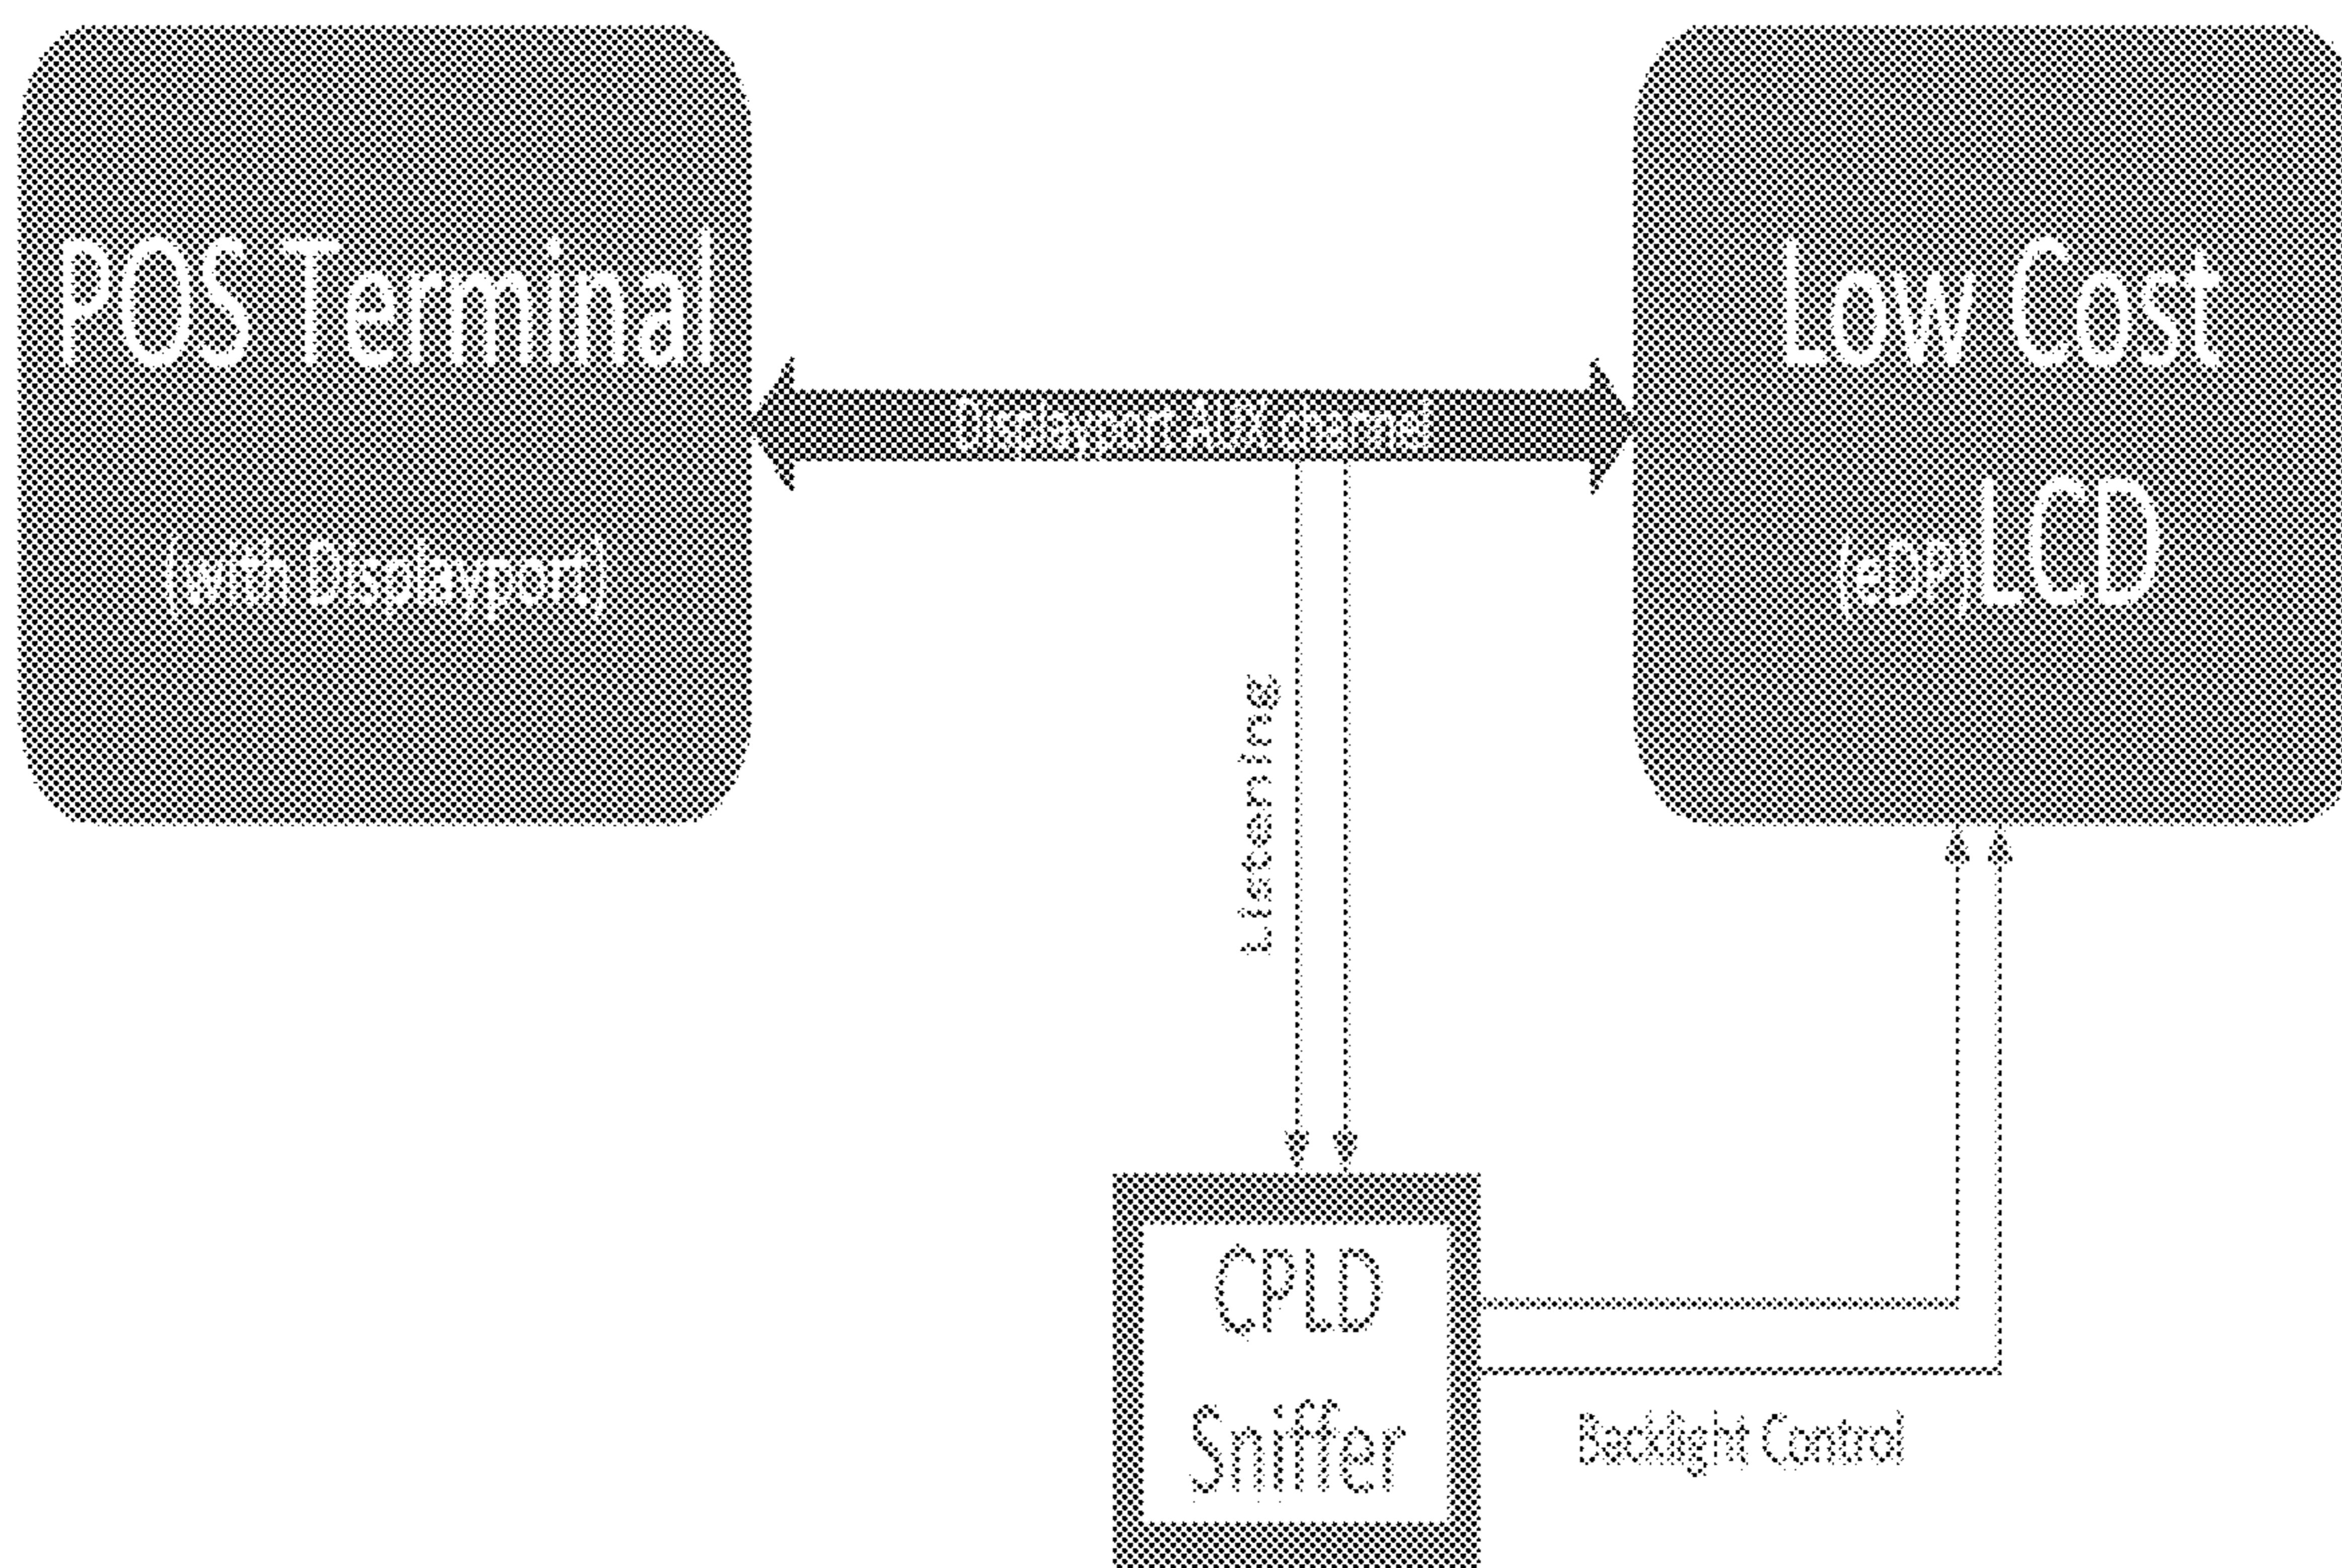 POS Terminal
(with Displayport)
Displayport AUX channel
Low Cost
(eDP)LCD
Listening
CPLD
Sniffer
Backlight Control